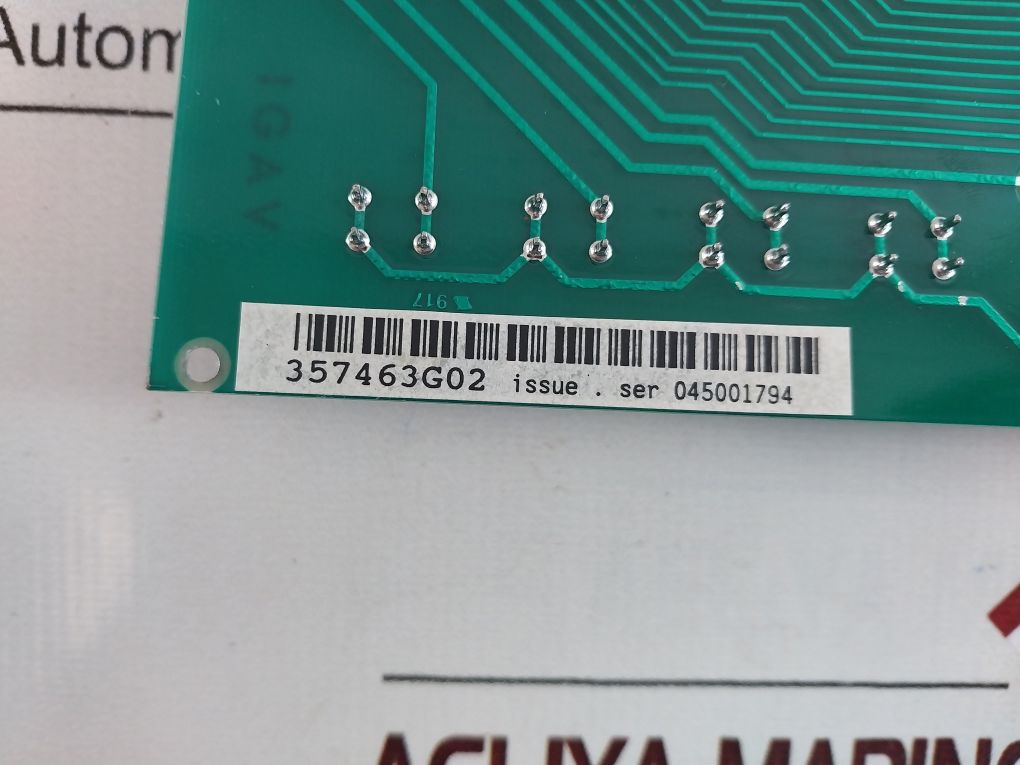 Autom
IGAV
917
357463G02 issue . ser 045001794